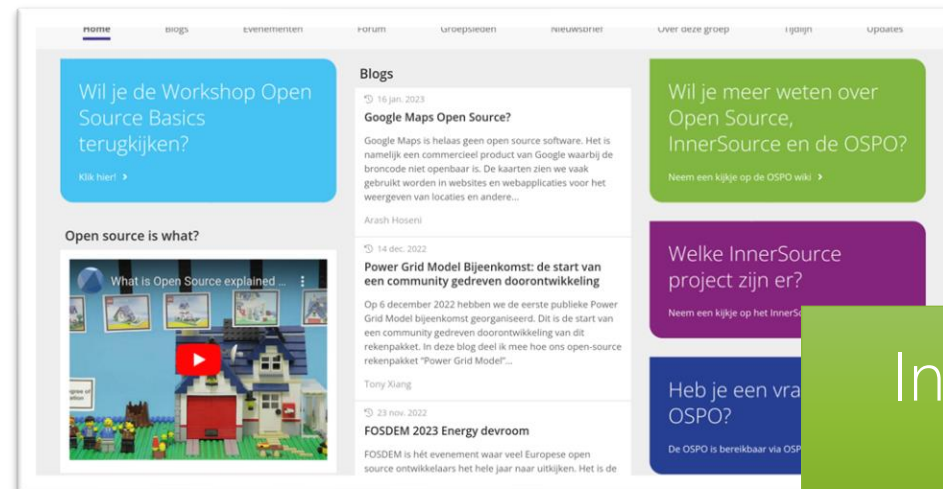 Home Blogs Evenementen Forum Groepsleden Nieuwsbrief Over deze groep Tijdlijn Updates
Wil je de Workshop Open
Source Basics
terugkijken?
Klik hier! >
Open source is what?
What is Open Source explained ...
Blogs
16 jan. 2023
Google Maps Open Source?
Google Maps is helaas geen open source software. Het is
namelijk een commercieel product van Google waarbij de
broncode niet openbaar is. De kaarten zien we vaak
gebruikt worden in websites en webapplicaties voor het
weergeven van locaties en andere...
Arash Hoseni
14 dec. 2022
Power Grid Model Bijeenkomst: de start van
een community gedreven doorontwikkeling
Op 6 december 2022 hebben we de eerste publieke Power
Grid Model bijeenkomst georganiseerd. Dit is de start van
een community gedreven doorontwikkeling van dit
rekenpakket. In deze blog deel ik mee hoe ons open-source
rekenpakket "Power Grid Model"...
Tony Xiang
23 nov. 2022
FOSDEM 2023 Energy devroom
FOSDEM is hét evenement waar veel Europese open
source ontwikkelaars het hele jaar naar uitkijken. Het is de
Wil je meer weten over
Open Source,
InnerSource en de OSPO?
Neem een kijkje op de OSPO wiki >
Welke InnerSource
project zijn er?
Neem een kijkje op het InnerSo
Heb je een vra
OSPO?
De OSPO is bereikbaar via OSP
In